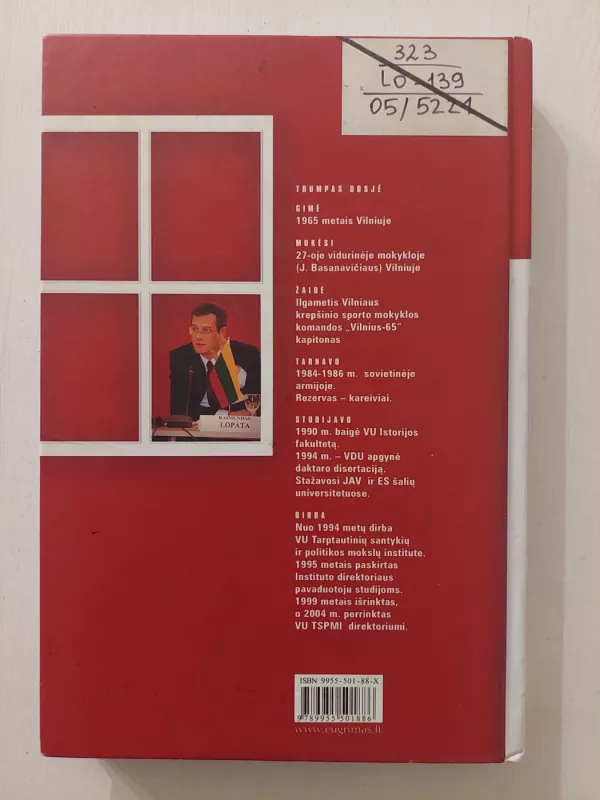 323
LO-139
05/5221
TRUMPAS DOSJĖ
GIMĖ
1965 metais Vilniuje
MOKĖSI
27-oje vidurinėje mokykloje
(J. Basanavičiaus) Vilniuje
ŽAIDĖ
Ilgametis Vilniaus
krepšinio sporto mokyklos
komandos „Vilnius-65"
kapitonas
TARNAVO
1984-1986 m. sovietinėje
armijoje.
Rezervas – kareiviai.
STUDIJAVO
1990 m. baigė VU Istorijos
fakultetą.
1994 m. – VDU apgynė
daktaro disertaciją.
Stažavosi JAV ir ES šalių
universitetuose.
DIRBA
Nuo 1994 metų dirba
VU Tarptautinių santykių
ir politikos mokslų institute.
1995 metais paskirtas
Instituto direktoriaus
pavaduotoju studijoms.
1999 metais išrinktas,
o 2004 m. perrinktas
VU TSPMI direktoriumi.
RAIMUNDAS
LOPATA
ISBN 9955-501-88-X
9789955501886
www.eugrimas.lt